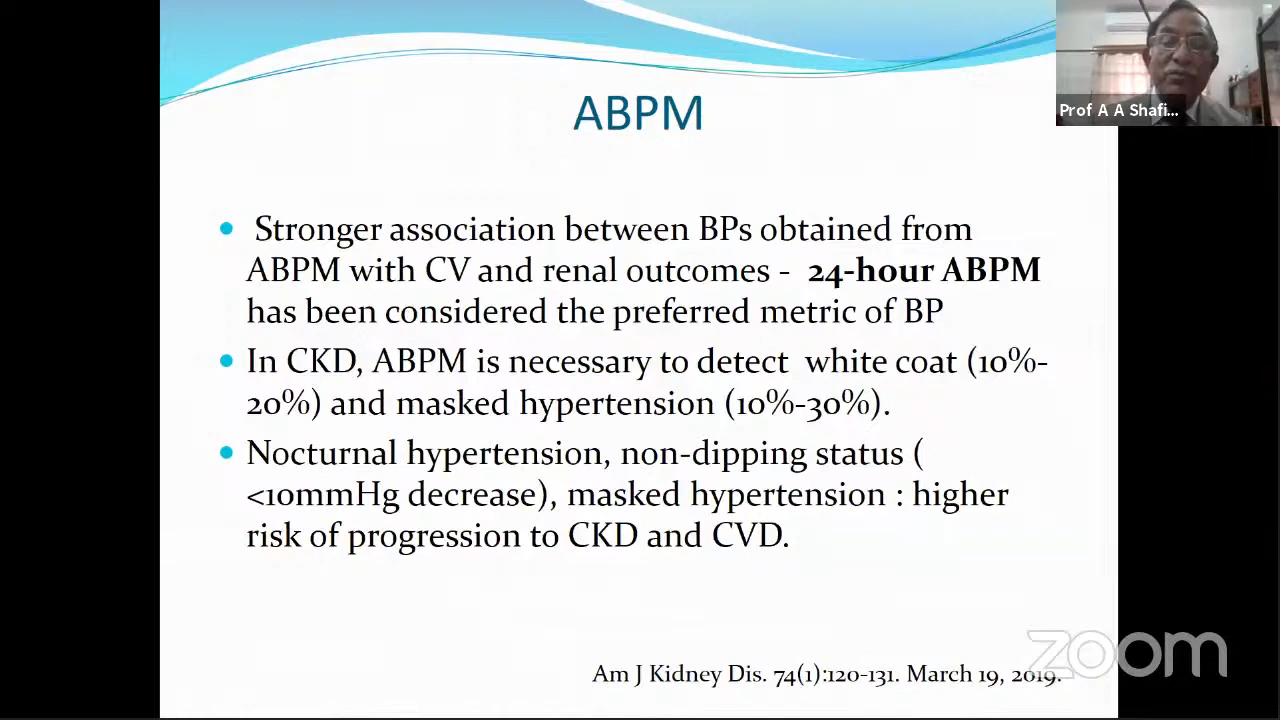 ABPM
Prof A A Shafi...
Stronger association between BPs obtained from
ABPM with CV and renal outcomes - 24-hour ABPM
has been considered the preferred metric of BP
In CKD, ABPM is necessary to detect white coat (10%-
20%) and masked hypertension (10%-30%).
Nocturnal hypertension, non-dipping status (
<10mmHg decrease), masked hypertension : higher
risk of progression to CKD and CVD.
Am J Kidney Dis. 74(1):120-131. March 19, 2019.
zoom